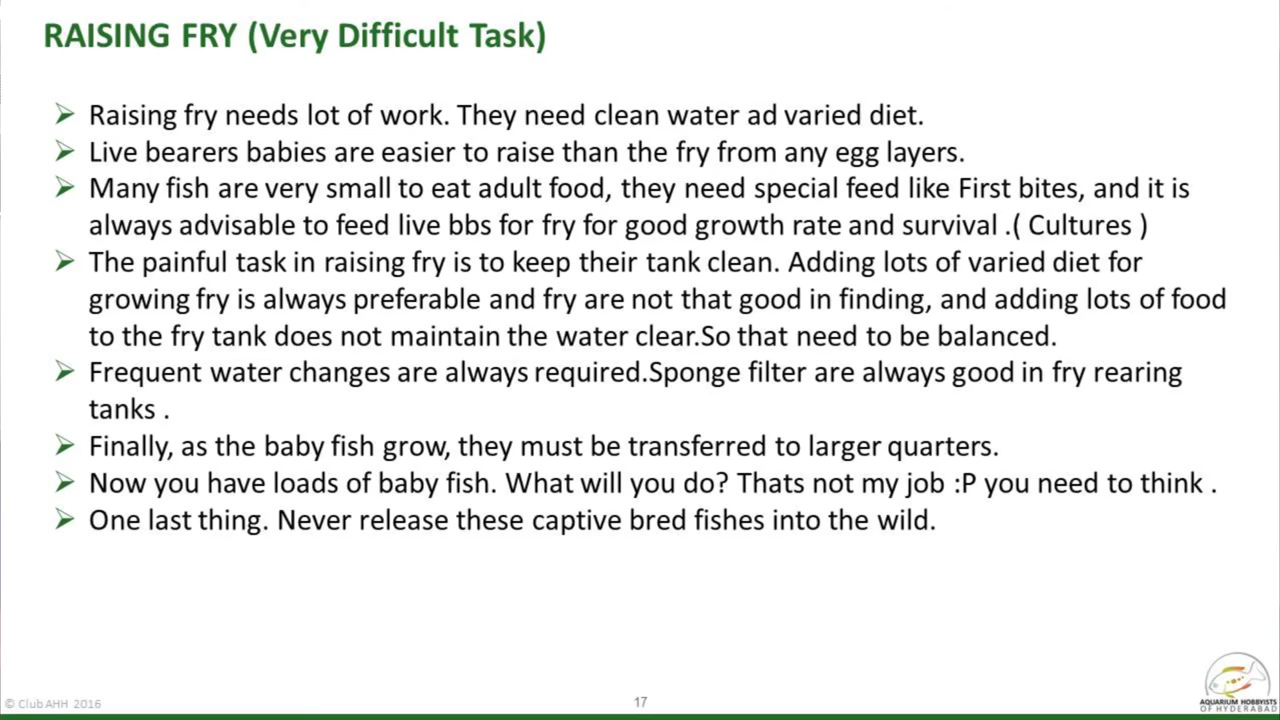 RAISING FRY (Very Difficult Task)
Raising fry needs lot of work. They need clean water ad varied diet.
Live bearers babies are easier to raise than the fry from any egg layers.
Many fish are very small to eat adult food, they need special feed like First bites, and it is
always advisable to feed live bbs for fry for good growth rate and survival .( Cultures )
The painful task in raising fry is to keep their tank clean. Adding lots of varied diet for
growing fry is always preferable and fry are not that good in finding, and adding lots of food
to the fry tank does not maintain the water clear.So that need to be balanced.
Frequent water changes are always required.Sponge filter are always good in fry rearing
tanks .
Finally, as the baby fish grow, they must be transferred to larger quarters.
Now you have loads of baby fish. What will you do? Thats not my job :P you need to think .
One last thing. Never release these captive bred fishes into the wild.
© Club AHH 2016
17
AQUARIUM HOBBYISTS
OF HYDERABAD